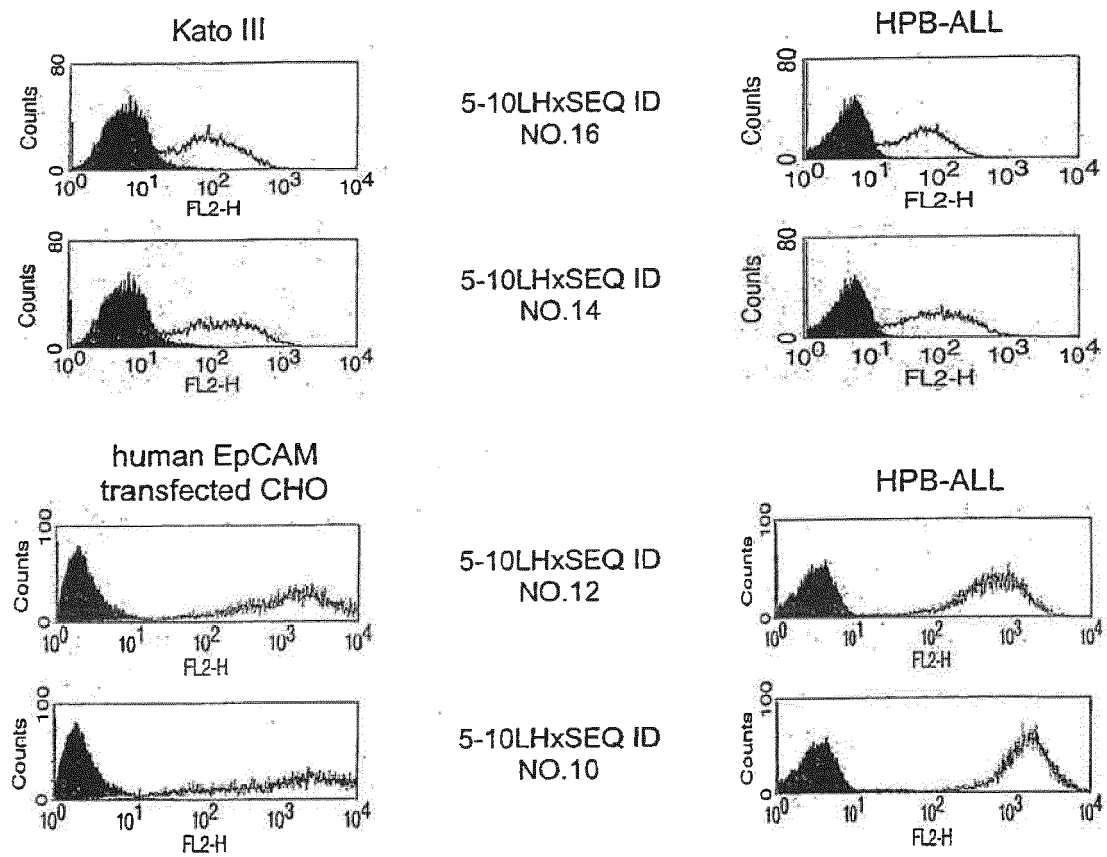 Kato III
HPB-ALL
80
Counts
0
10^0 10^1 10^2 10^3 10^4
FL2-H
5-10LHxSEQ ID
NO.16
80
Counts
0
10^0 10^1 10^2 10^3 10^4
FL2-H
80
Counts
0
10^0 10^1 10^2 10^3 10^4
FL2-H
5-10LHxSEQ ID
NO.14
80
Counts
0
10^0 10^1 10^2 10^3 10^4
FL2-H
human EpCAM
transfected CHO
HPB-ALL
100
Counts
0
10^0 10^1 10^2 10^3 10^4
FL2-H
5-10LHxSEQ ID
NO.12
100
Counts
0
10^0 10^1 10^2 10^3 10^4
FL2-H
100
Counts
0
10^0 10^1 10^2 10^3 10^4
FL2-H
5-10LHxSEQ ID
NO.10
100
Counts
0
10^0 10^1 10^2 10^3 10^4
FL2-H